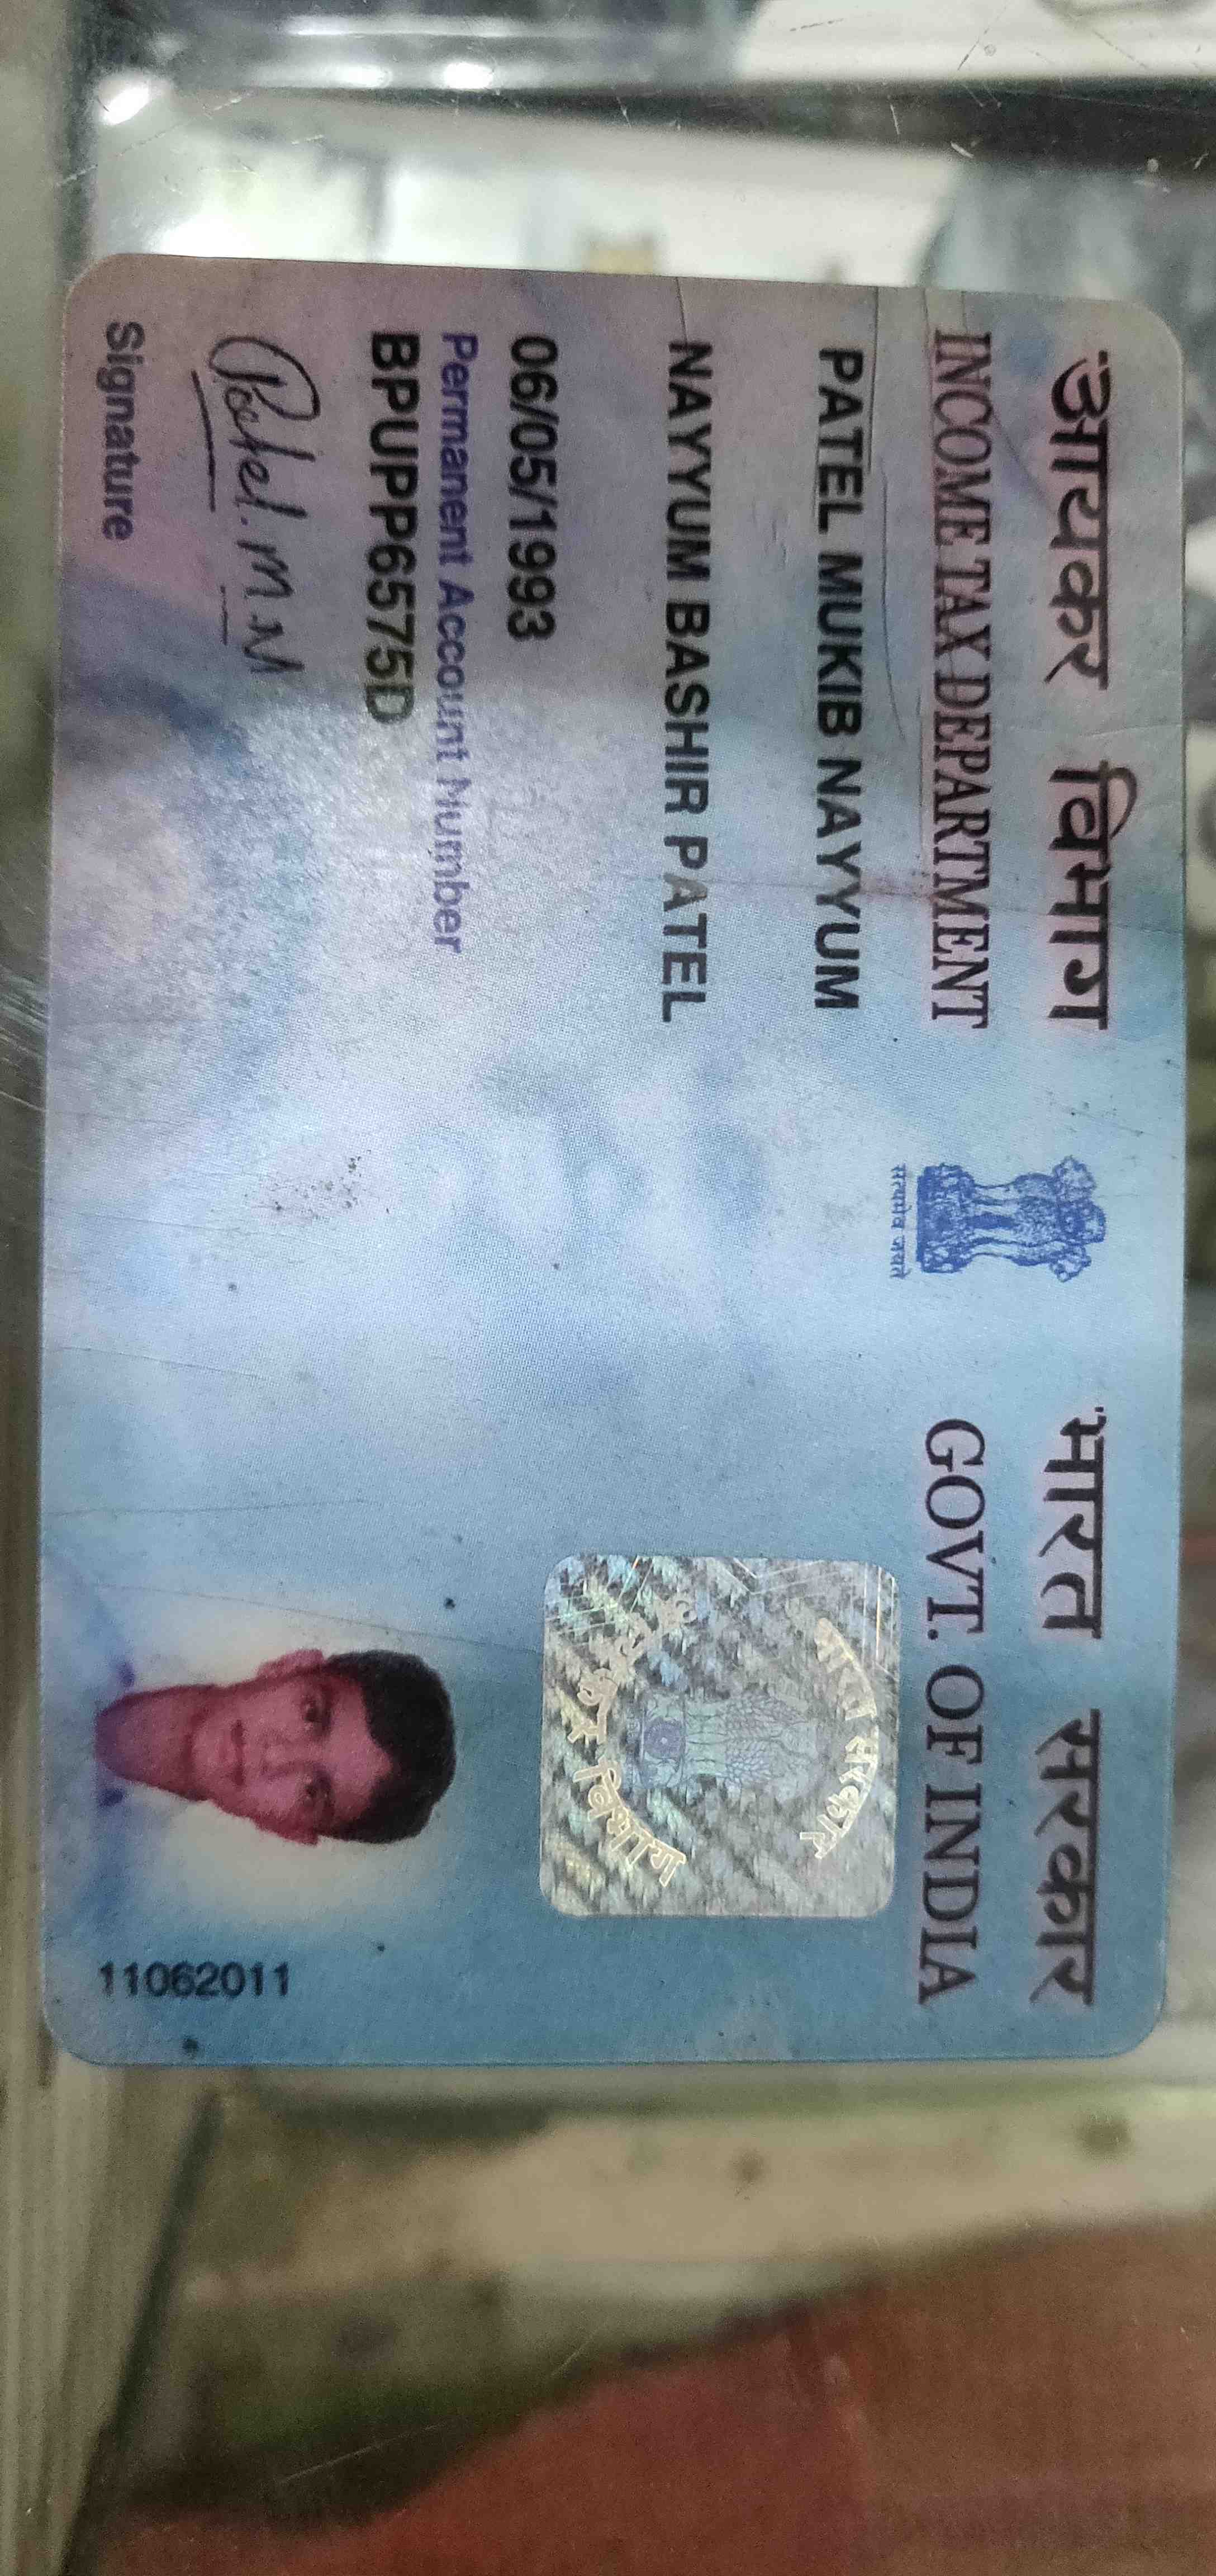 आयकर विभाग
INCOME TAX DEPARTMENT
सत्यमेव जयते
भारत सरकार
GOVT. OF INDIA
PATEL MUKIB NAYYUM
NAYYUM BASHIR PATEL
06/05/1993
Permanent Account Number
BPUPP6575D
Patel.M.N
Signature
भारत सरकार
आयकर विभाग
11062011